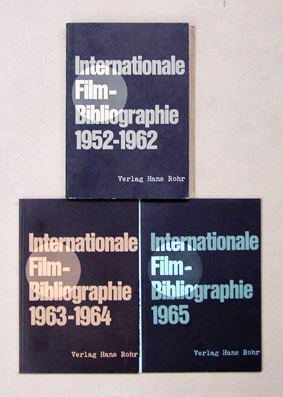 Internationale
Film-
Bibliographie
1952-1962
Verlag Hans Rohr
Internationale
Film-
Bibliographie
1963-1964
Verlag Hans Rohr
Internationale
Film-
Bibliographie
1965
Verlag Hans Rohr